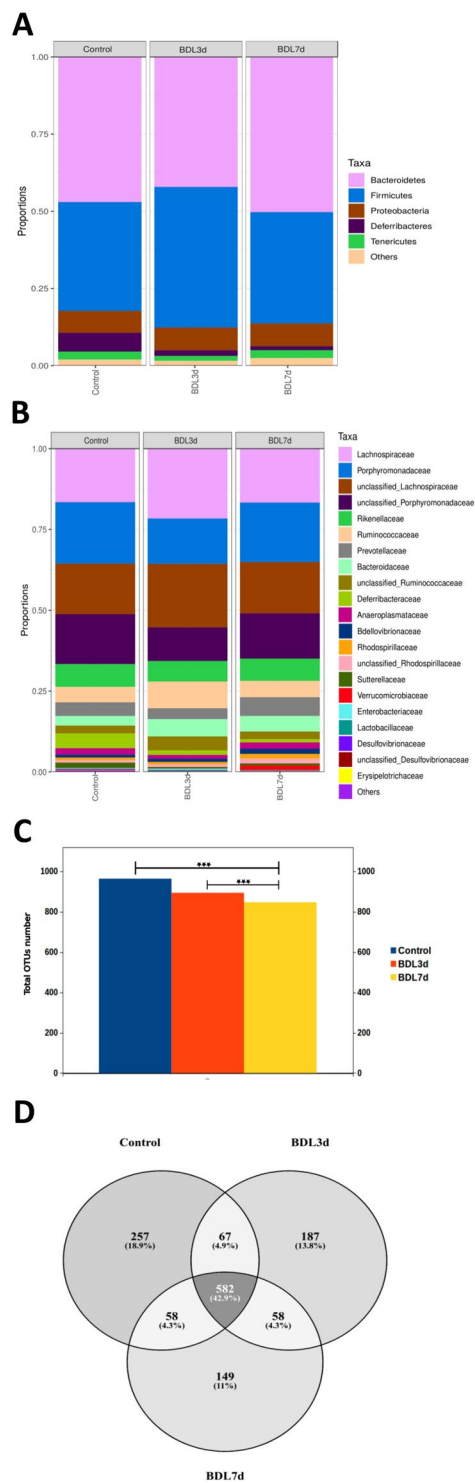 A
Control BDL3d BDL7d
1.00
0.75
0.50
0.25
0.00
Proportions
Control
BDL3d
BDL7d
Taxa
Bacteroidetes
Firmicutes
Proteobacteria
Deferribacteres
Tenericutes
Others
B
Control BDL3d BDL7d
1.00
0.75
0.50
0.25
0.00
Proportions
Control
BDL3d
BDL7d
Taxa
Lachnospiraceae
Porphyromonadaceae
unclassified_Lachnospiraceae
unclassified_Porphyromonadaceae
Rikenellaceae
Ruminococcaceae
Prevotellaceae
Bacteroidaceae
unclassified_Ruminococcaceae
Deferribacteraceae
Anaeroplasmataceae
Bdellovibrionaceae
Rhodospirillaceae
unclassified_Rhodospirillaceae
Sutterellaceae
Verrucomicrobiaceae
Enterobacteriaceae
Lactobacillaceae
Desulfovibrionaceae
unclassified_Desulfovibrionaceae
Erysipelotrichaceae
Others
C
Total OTUs number
1000
800
600
400
200
0
***
***
1000
800
600
400
200
0
Control
BDL3d
BDL7d
D
Control BDL3d
257 67 187
(18.9%) (4.9%) (13.8%)
582
(42.9%)
58 58
(4.3%) (4.3%)
149
(11%)
BDL7d